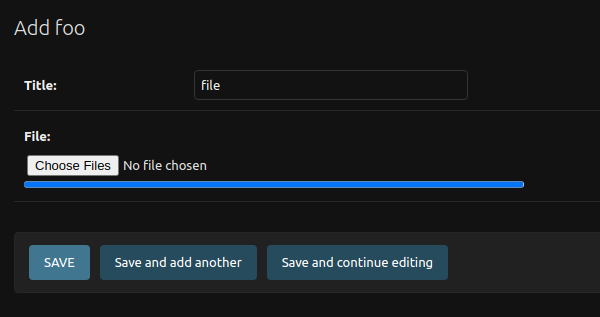 Add foo
Title: file
File:
Choose Files No file chosen
SAVE Save and add another Save and continue editing